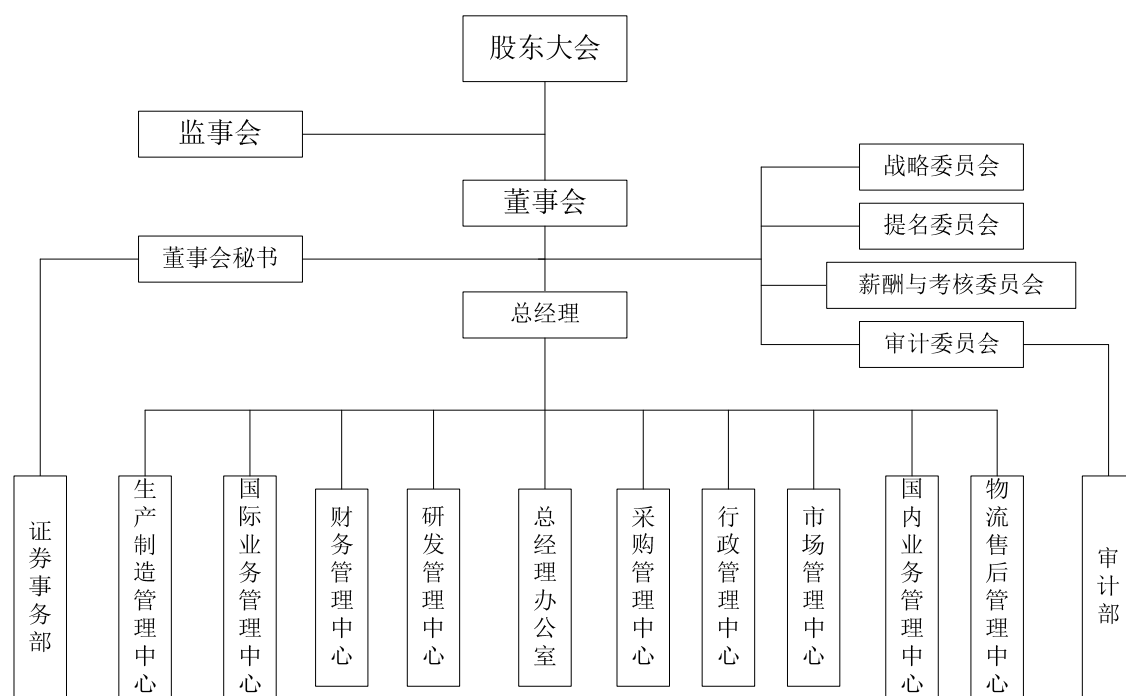 股东大会
监事会
战略委员会
董事会
提名委员会
董事会秘书
薪酬与考核委员会
总经理
审计委员会
证券事务部
生产制造管理中心
国际业务管理中心
财务管理中心
研发管理中心
总经理办公室
采购管理中心
行政管理中心
市场管理中心
国内业务管理中心
物流售后管理中心
审计部